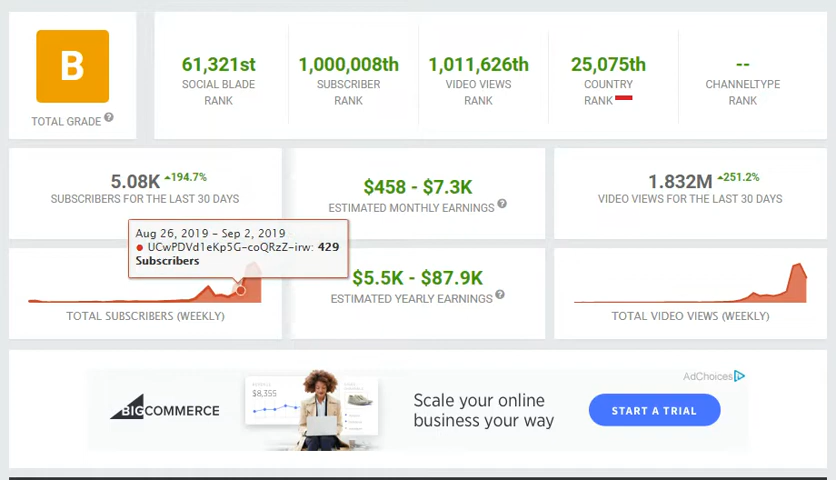 B
TOTAL GRADE ?
61,321st
SOCIAL BLADE
RANK
1,000,008th
SUBSCRIBER
RANK
1,011,626th
VIDEO VIEWS
RANK
25,075th
COUNTRY
RANK
--
CHANNELTYPE
RANK
5.08K 194.7%
SUBSCRIBERS FOR THE LAST 30 DAYS
$458 - $7.3K
ESTIMATED MONTHLY EARNINGS ?
1.832M 251.2%
VIDEO VIEWS FOR THE LAST 30 DAYS
Aug 26, 2019 – Sep 2, 2019
UCwPDVd1eKp5G-coQRzZ-irw: 429
Subscribers
TOTAL SUBSCRIBERS (WEEKLY)
$5.5K - $87.9K
ESTIMATED YEARLY EARNINGS ?
TOTAL VIDEO VIEWS (WEEKLY)
AdChoices
BIGCOMMERCE
$8,355
Scale your online
business your way
START A TRIAL